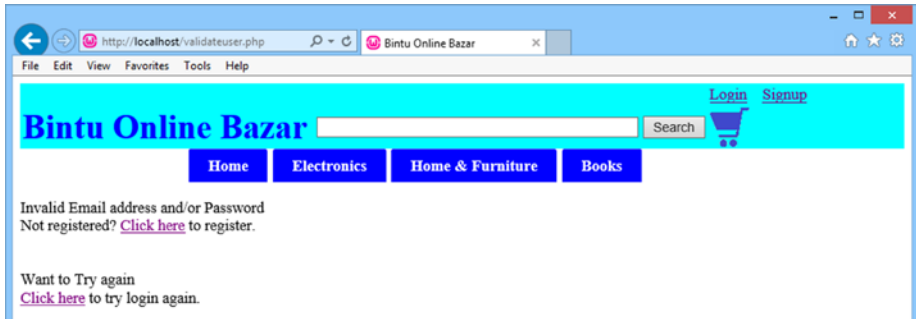 http://localhost/validateuser.php
Bintu Online Bazar
File Edit View Favorites Tools Help
Login Signup
Bintu Online Bazar
Search
Home Electronics Home & Furniture Books
Invalid Email address and/or Password
Not registered? Click here to register.
Want to Try again
Click here to try login again.